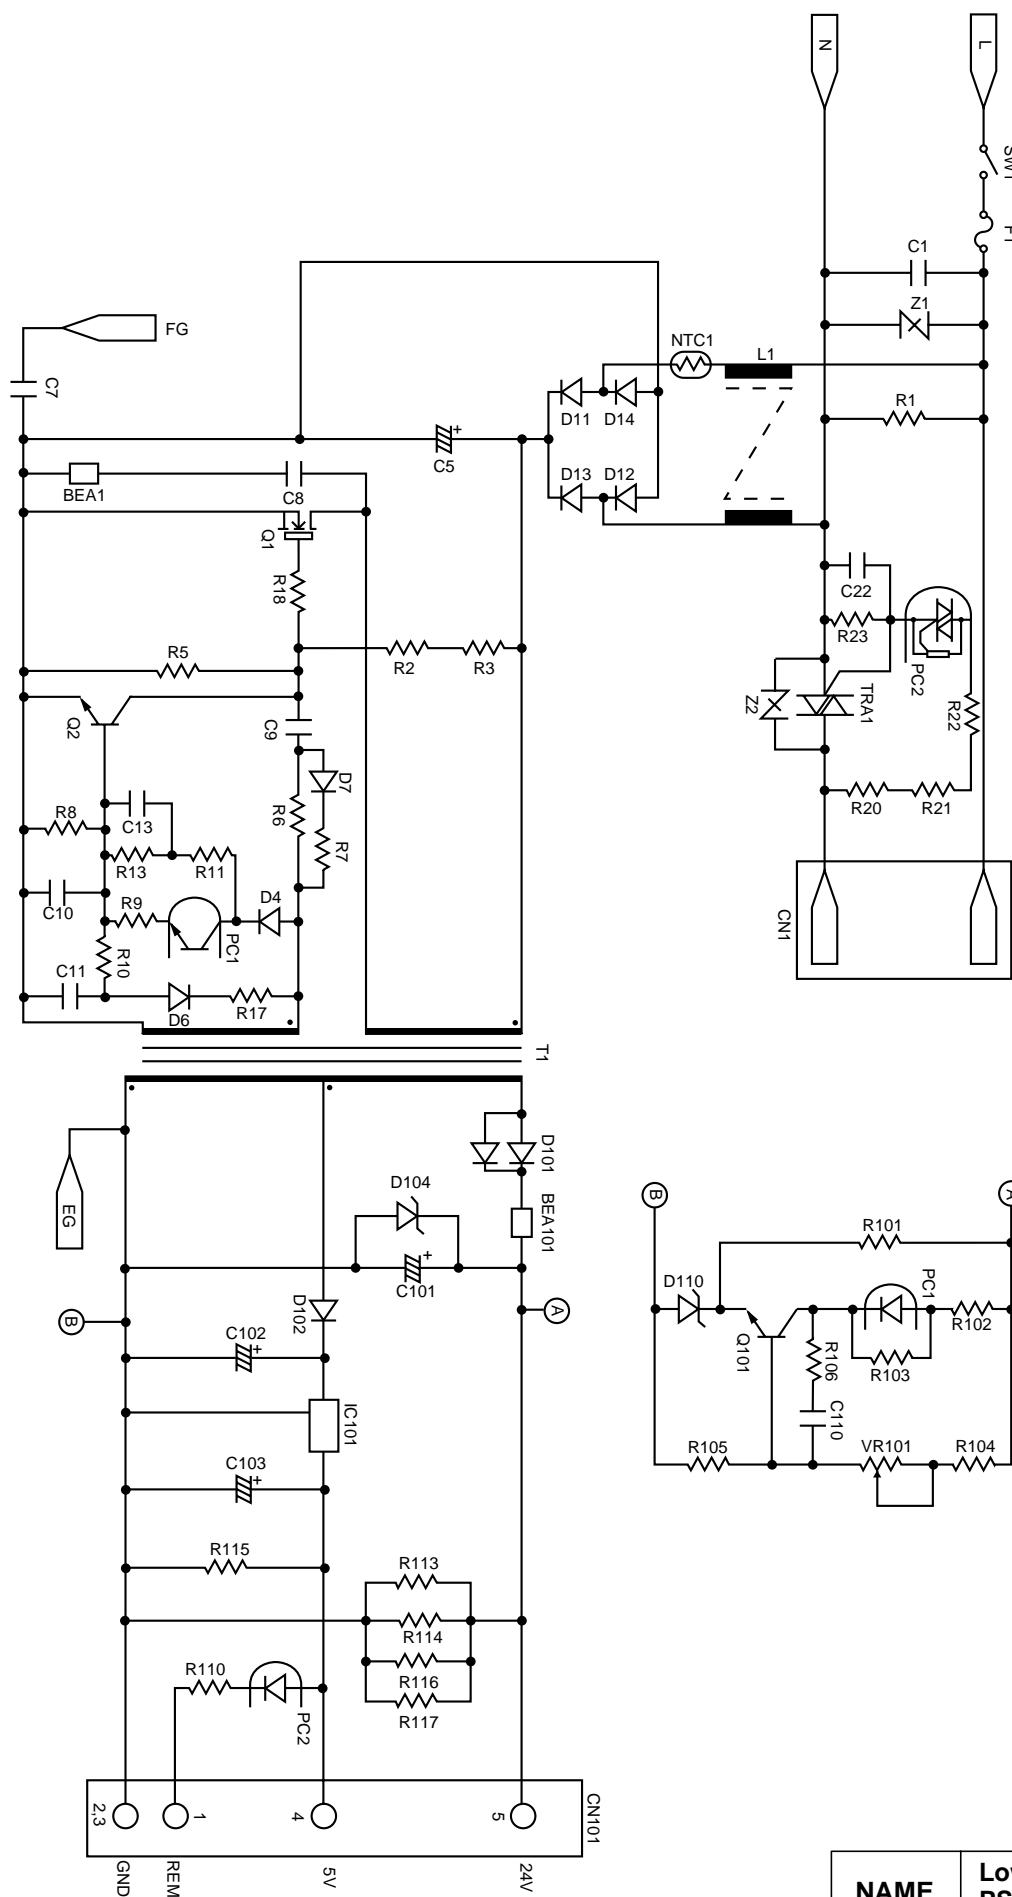 N
L
C1
Z1
FG
NTC1
L1
C7
R1
D11
D14
C5
D13
D12
BEA1
C8
Q1
R18
C22
R23
PC2
R5
R2
R3
TRA1
Z2
R22
Q2
C9
D7
R6
R7
R20
R21
R8
C13
R13
R11
D4
C10
R9
PC1
CN1
R10
C11
D6
R17
T1
D101
D104
BEA101
EG
B
R101
C101
D110
PC1
R102
D102
A
B
Q101
C102
R106
R103
IC101
C110
R105
VR101
R104
C103
R115
R113
R114
R110
R116
PC2
R117
CN101
2,3
1
4
5
GND
REM
5V
24V
NAME